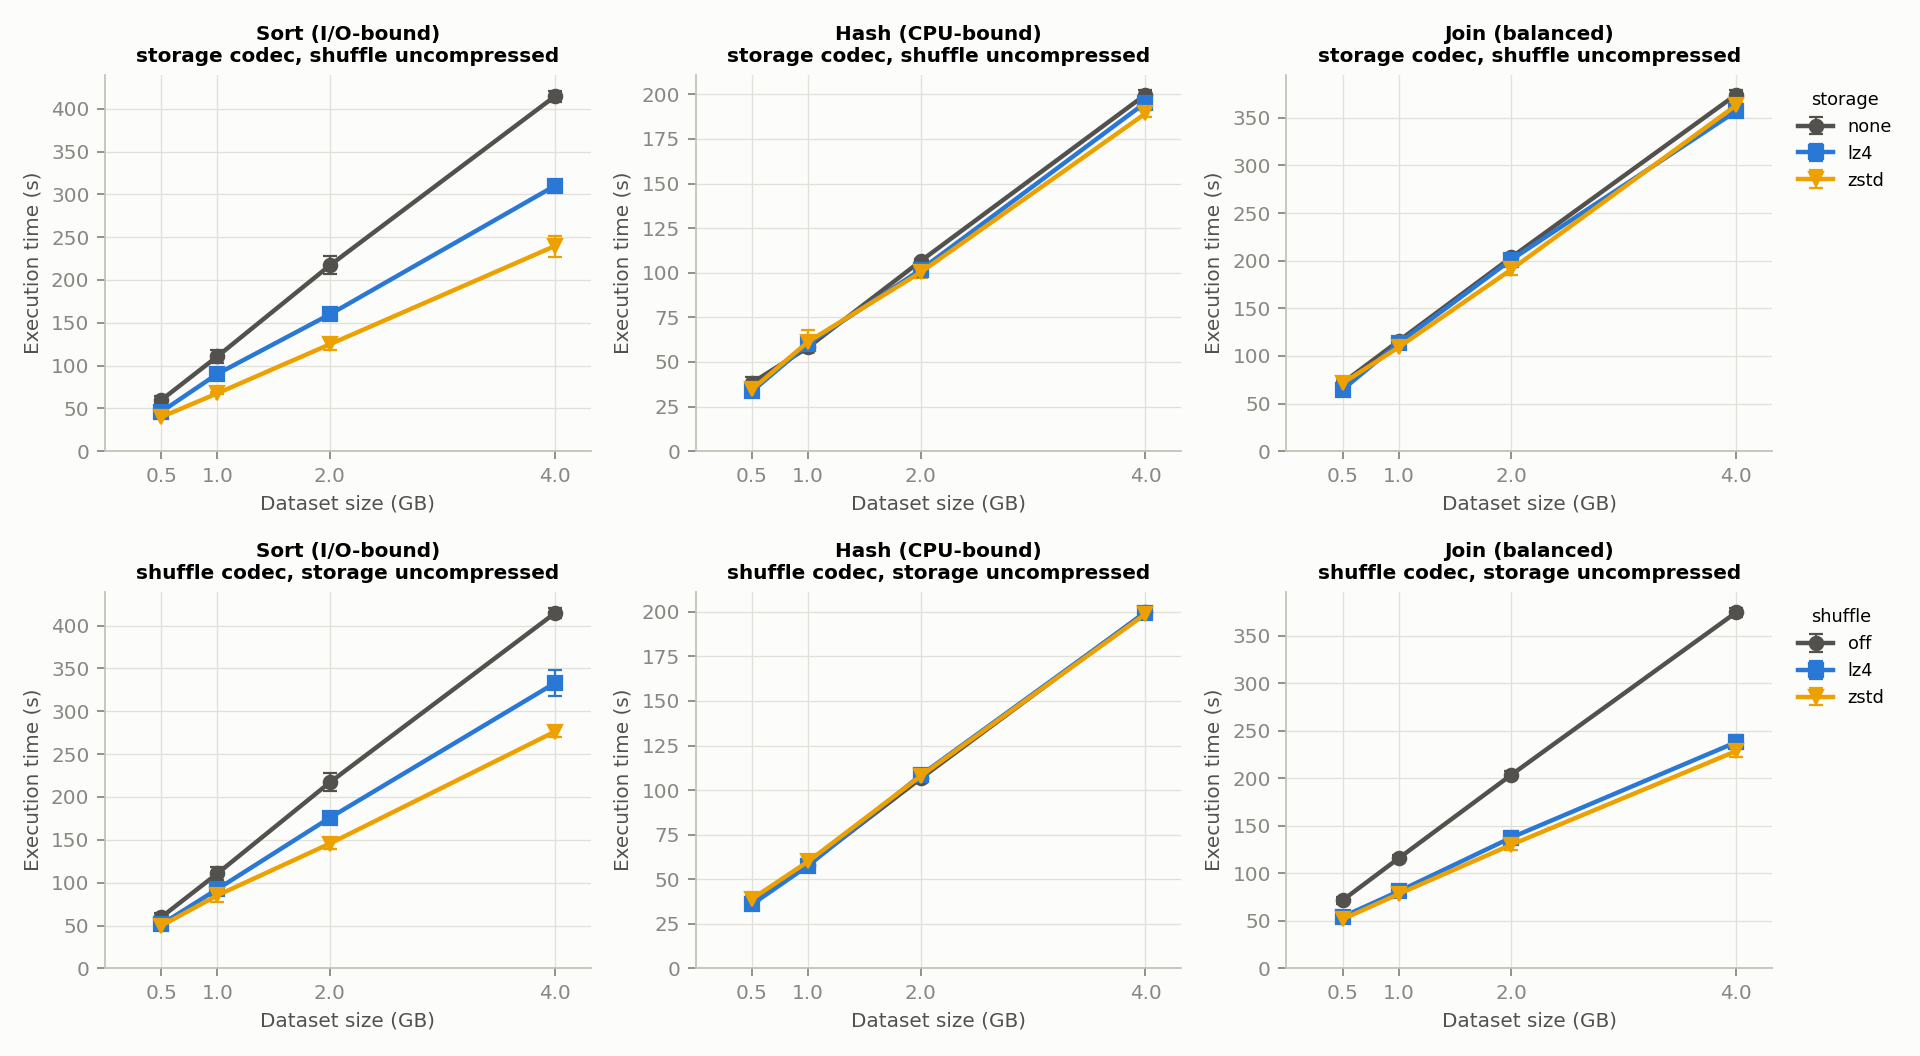 Sort (I/O-bound)
storage codec, shuffle uncompressed
Execution time (s)
400
350
300
250
200
150
100
50
0
0.5 1.0 2.0 4.0
Dataset size (GB)
Hash (CPU-bound)
storage codec, shuffle uncompressed
Execution time (s)
200
175
150
125
100
75
50
25
0
0.5 1.0 2.0 4.0
Dataset size (GB)
Join (balanced)
storage codec, shuffle uncompressed
Execution time (s)
350
300
250
200
150
100
50
0
0.5 1.0 2.0 4.0
Dataset size (GB)
storage
none
lz4
zstd
Sort (I/O-bound)
shuffle codec, storage uncompressed
Execution time (s)
400
350
300
250
200
150
100
50
0
0.5 1.0 2.0 4.0
Dataset size (GB)
Hash (CPU-bound)
shuffle codec, storage uncompressed
Execution time (s)
200
175
150
125
100
75
50
25
0
0.5 1.0 2.0 4.0
Dataset size (GB)
Join (balanced)
shuffle codec, storage uncompressed
Execution time (s)
350
300
250
200
150
100
50
0
0.5 1.0 2.0 4.0
Dataset size (GB)
shuffle
off
lz4
zstd